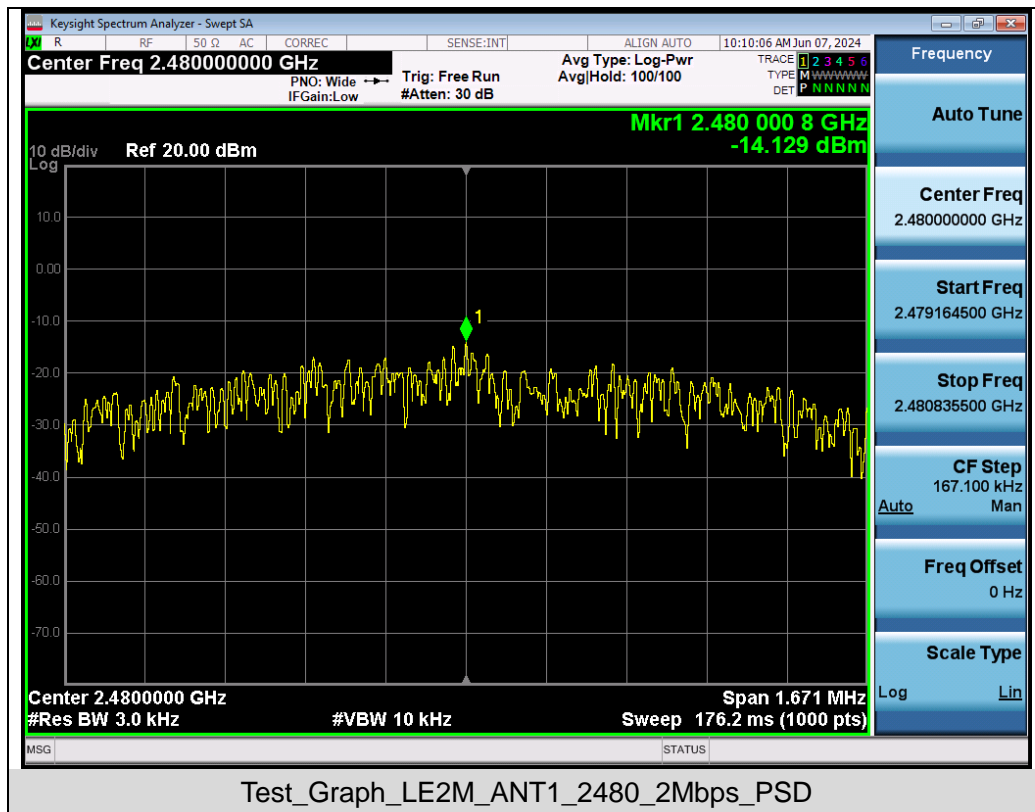 Keysight Spectrum Analyzer - Swept SA
LXI R RF 50 Ω AC CORREC SENSE:INT ALIGN AUTO 10:10:06 AM Jun 07, 2024
Center Freq 2.480000000 GHz
PNO: Wide
IFGain:Low
Trig: Free Run
#Atten: 30 dB
Avg Type: Log-Pwr
Avg|Hold: 100/100
TRACE 1 2 3 4 5 6
TYPE M WWWWW
DET P N N N N N
Mkr1 2.480 000 8 GHz
-14.129 dBm
10 dB/div Ref 20.00 dBm
Log
10.0
0.00
-10.0
-20.0
-30.0
-40.0
-50.0
-60.0
-70.0
1
Center 2.4800000 GHz
Span 1.671 MHz
#Res BW 3.0 kHz
#VBW 10 kHz
Sweep 176.2 ms (1000 pts)
MSG
STATUS
Frequency
Auto Tune
Center Freq
2.480000000 GHz
Start Freq
2.479164500 GHz
Stop Freq
2.480835500 GHz
CF Step
167.100 kHz
Auto Man
Freq Offset
0 Hz
Scale Type
Log Lin
Test_Graph_LE2M_ANT1_2480_2Mbps_PSD